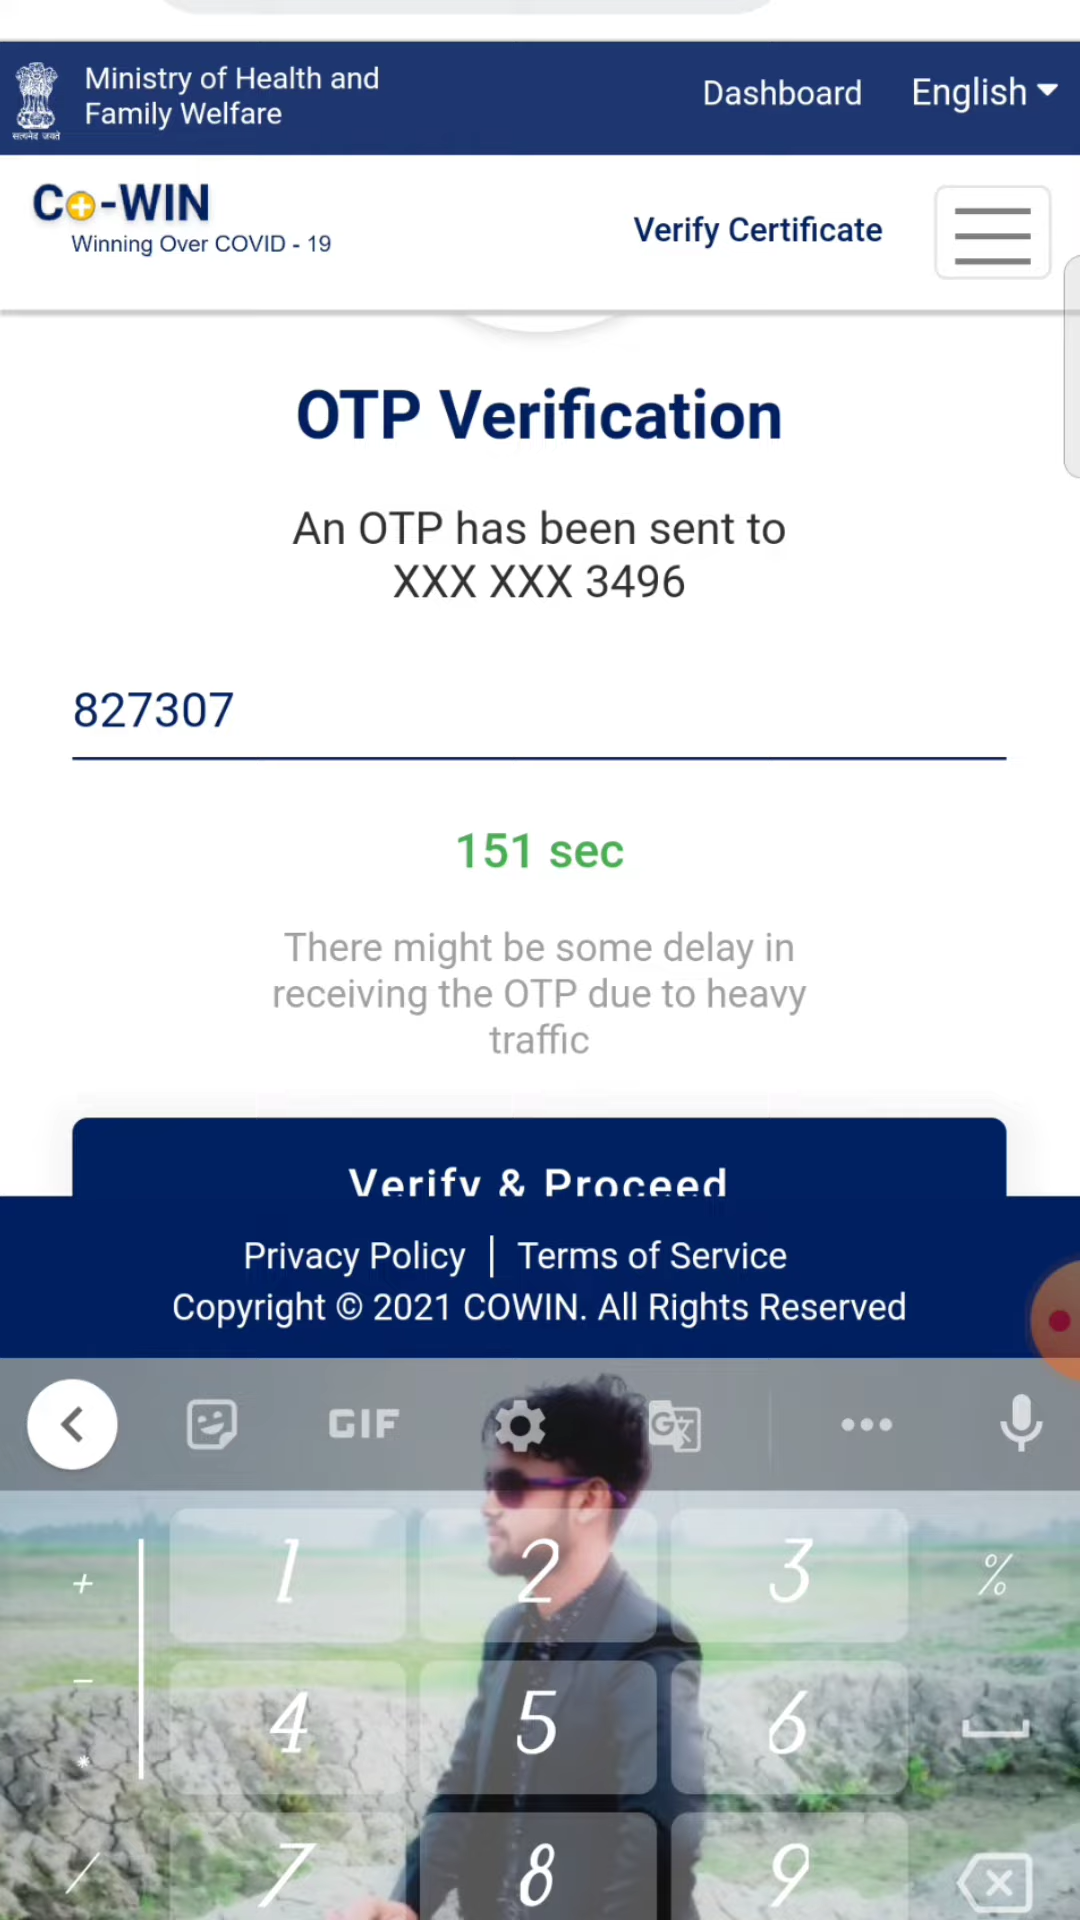 Ministry of Health and
Family Welfare
सत्यमेव जयते
Dashboard
English
Co-WIN
Winning Over COVID - 19
Verify Certificate
OTP Verification
An OTP has been sent to
XXX XXX 3496
827307
151 sec
There might be some delay in
receiving the OTP due to heavy
traffic
Verify & Proceed
Privacy Policy | Terms of Service
Copyright © 2021 COWIN. All Rights Reserved
GIF
+ 1 2 3 %
- 4 5 6
*
/ 7 8 9